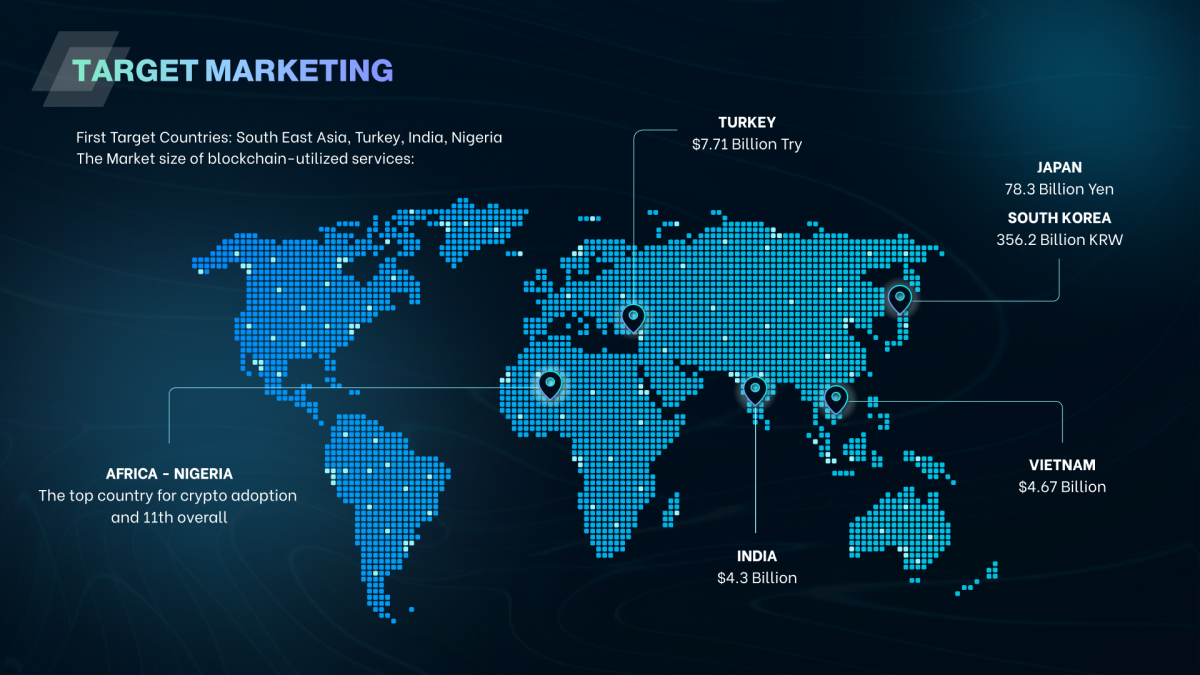 TARGET MARKETING
First Target Countries: South East Asia, Turkey, India, Nigeria
The Market size of blockchain-utilized services:
TURKEY
$7.71 Billion Try
JAPAN
78.3 Billion Yen
SOUTH KOREA
356.2 Billion KRW
AFRICA - NIGERIA
The top country for crypto adoption
and 11th overall
VIETNAM
$4.67 Billion
INDIA
$4.3 Billion